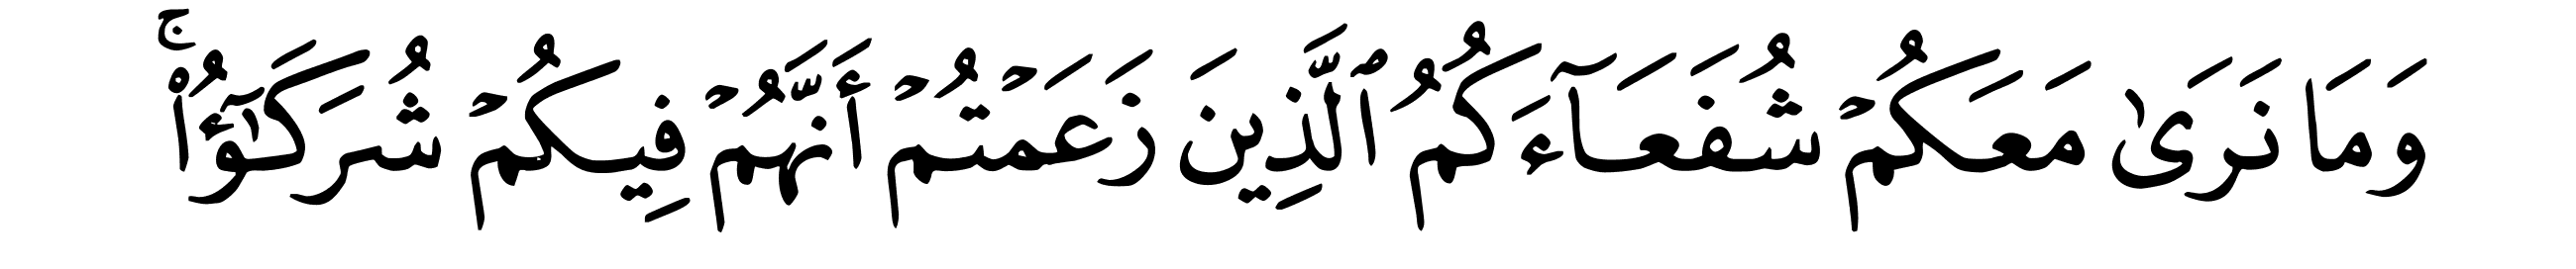 وَمَا نَرَىٰ مَعَكُمْ شُفَعَآءَكُمُ ٱلَّذِينَ زَعَمْتُمْ أَنَّهُمْ فِيكُمْ شُرَكَـٰٓؤُا۟ ۚ